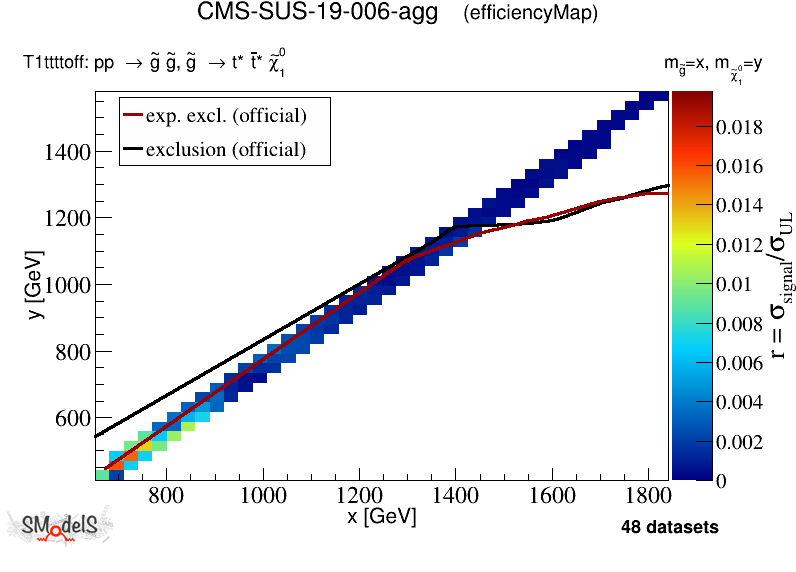 CMS-SUS-19-006-agg (efficiencyMap)
T1ttttoff: pp → g̃ g̃, g̃ → t* t̄* χ̃⁰₁
m_g̃=x, m_χ̃⁰₁=y
exp. excl. (official)
exclusion (official)
1400
1200
1000
800
600
y [GeV]
800 1000 1200 1400 1600 1800
x [GeV]
0.018
0.016
0.014
0.012
0.01
0.008
0.006
0.004
0.002
0
r = σ_signal/σ_UL
SModelS
48 datasets